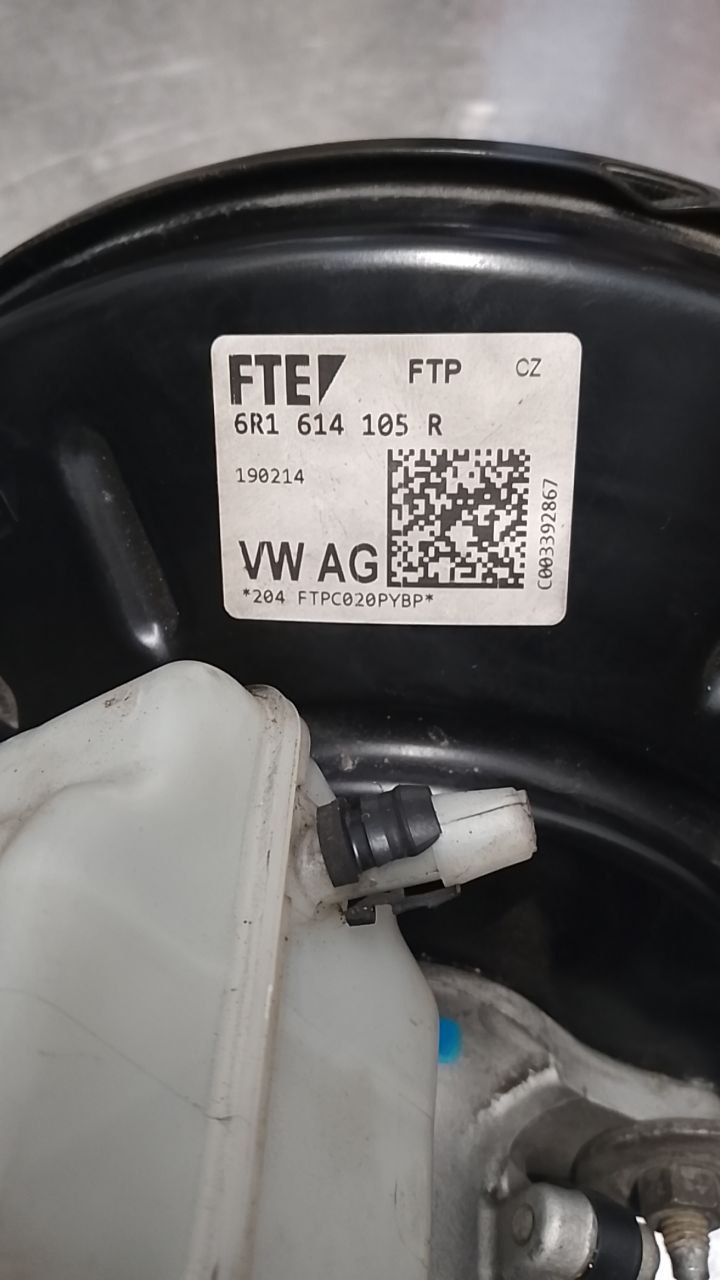 FTE FTP CZ
6R1 614 105 R
190214
C003392867
VW AG
*204 FTPC020PYBP*